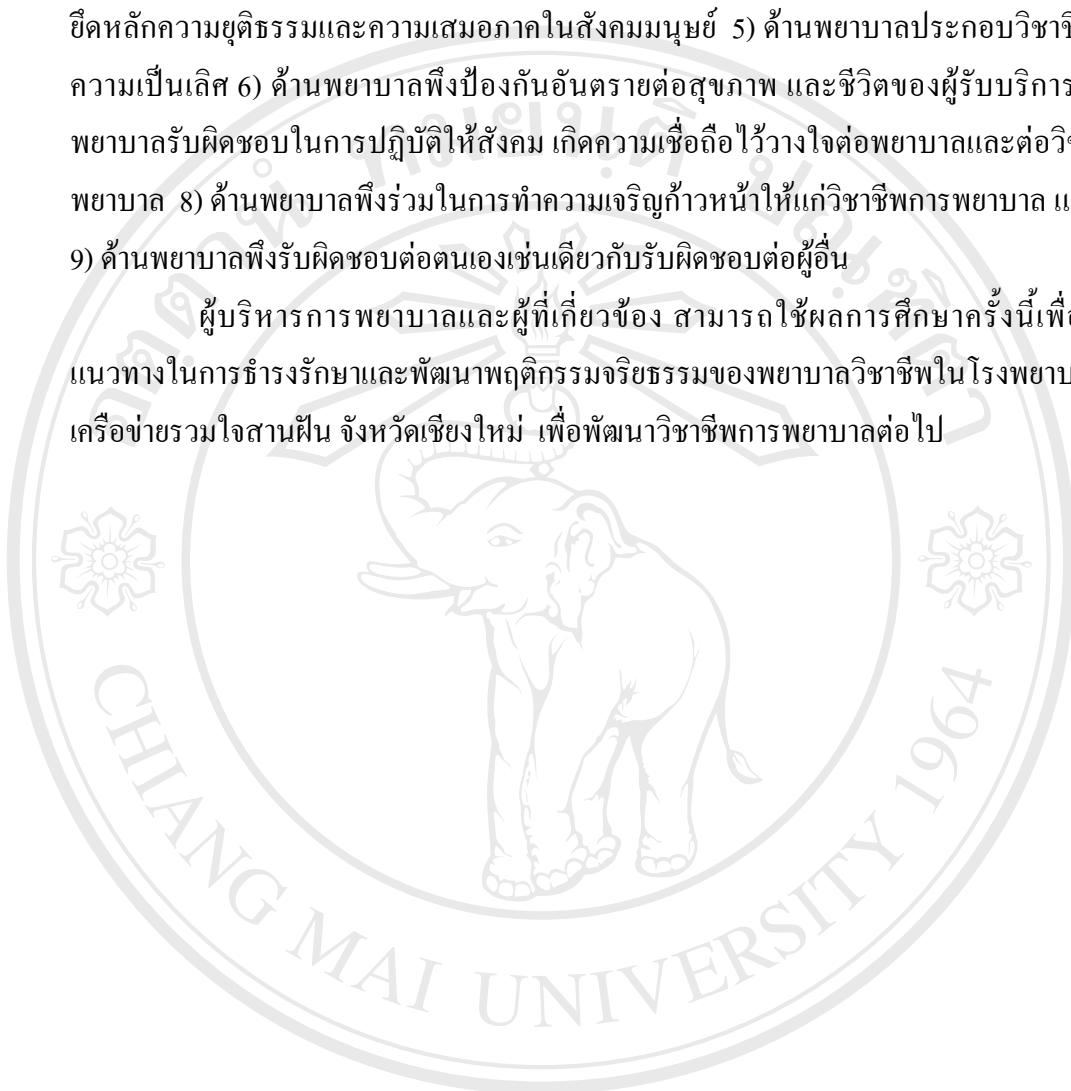 ยึดหลักความยุติธรรมและความเสมอภาคในสังคมมนุษย์ 5) ด้านพยาบาลประกอบวิชาชี
ความเป็นเลิศ 6) ด้านพยาบาลพึงป้องกันอันตรายต่อสุขภาพ และชีวิตของผู้รับบริการ
พยาบาลรับผิดชอบในการปฏิบัติให้สังคม เกิดความเชื่อถือไว้วางใจต่อพยาบาลและต่อวิช
พยาบาล 8) ด้านพยาบาลพึงร่วมในการทำความเจริญก้าวหน้าให้แก่วิชาชีพการพยาบาล แ
9) ด้านพยาบาลพึงรับผิดชอบต่อตนเองเช่นเดียวกับรับผิดชอบต่อผู้อื่น
ผู้บริหารการพยาบาลและผู้ที่เกี่ยวข้อง สามารถใช้ผลการศึกษาครั้งนี้เพื่อ
แนวทางในการธำรงรักษาและพัฒนาพฤติกรรมจริยธรรมของพยาบาลวิชาชีพในโรงพยาบ
เครือข่ายรวมใจสานฝัน จังหวัดเชียงใหม่ เพื่อพัฒนาวิชาชีพการพยาบาลต่อไป
อตฺตานํ ทมยนฺติ ปณฺฑิตา
CHIANG MAI UNIVERSITY 1964